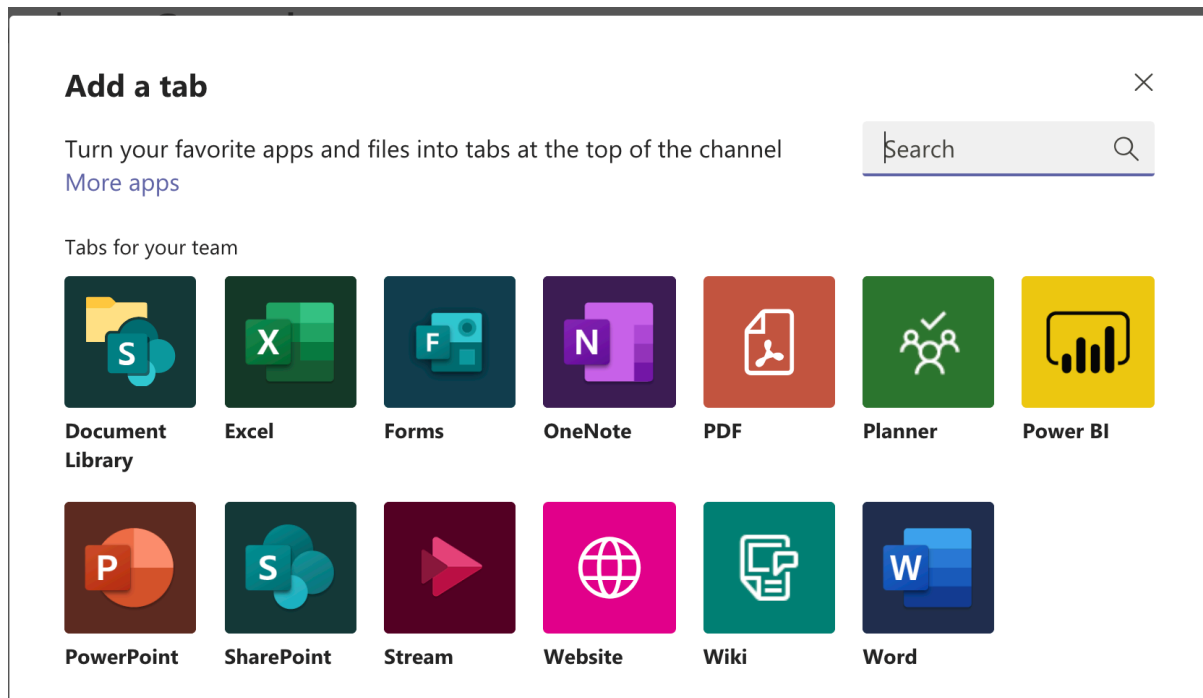 Add a tab
Turn your favorite apps and files into tabs at the top of the channel
More apps
Search
Tabs for your team
S
X
F
N
Document
Library
Excel
Forms
OneNote
PDF
Planner
Power BI
P
S
W
PowerPoint
SharePoint
Stream
Website
Wiki
Word